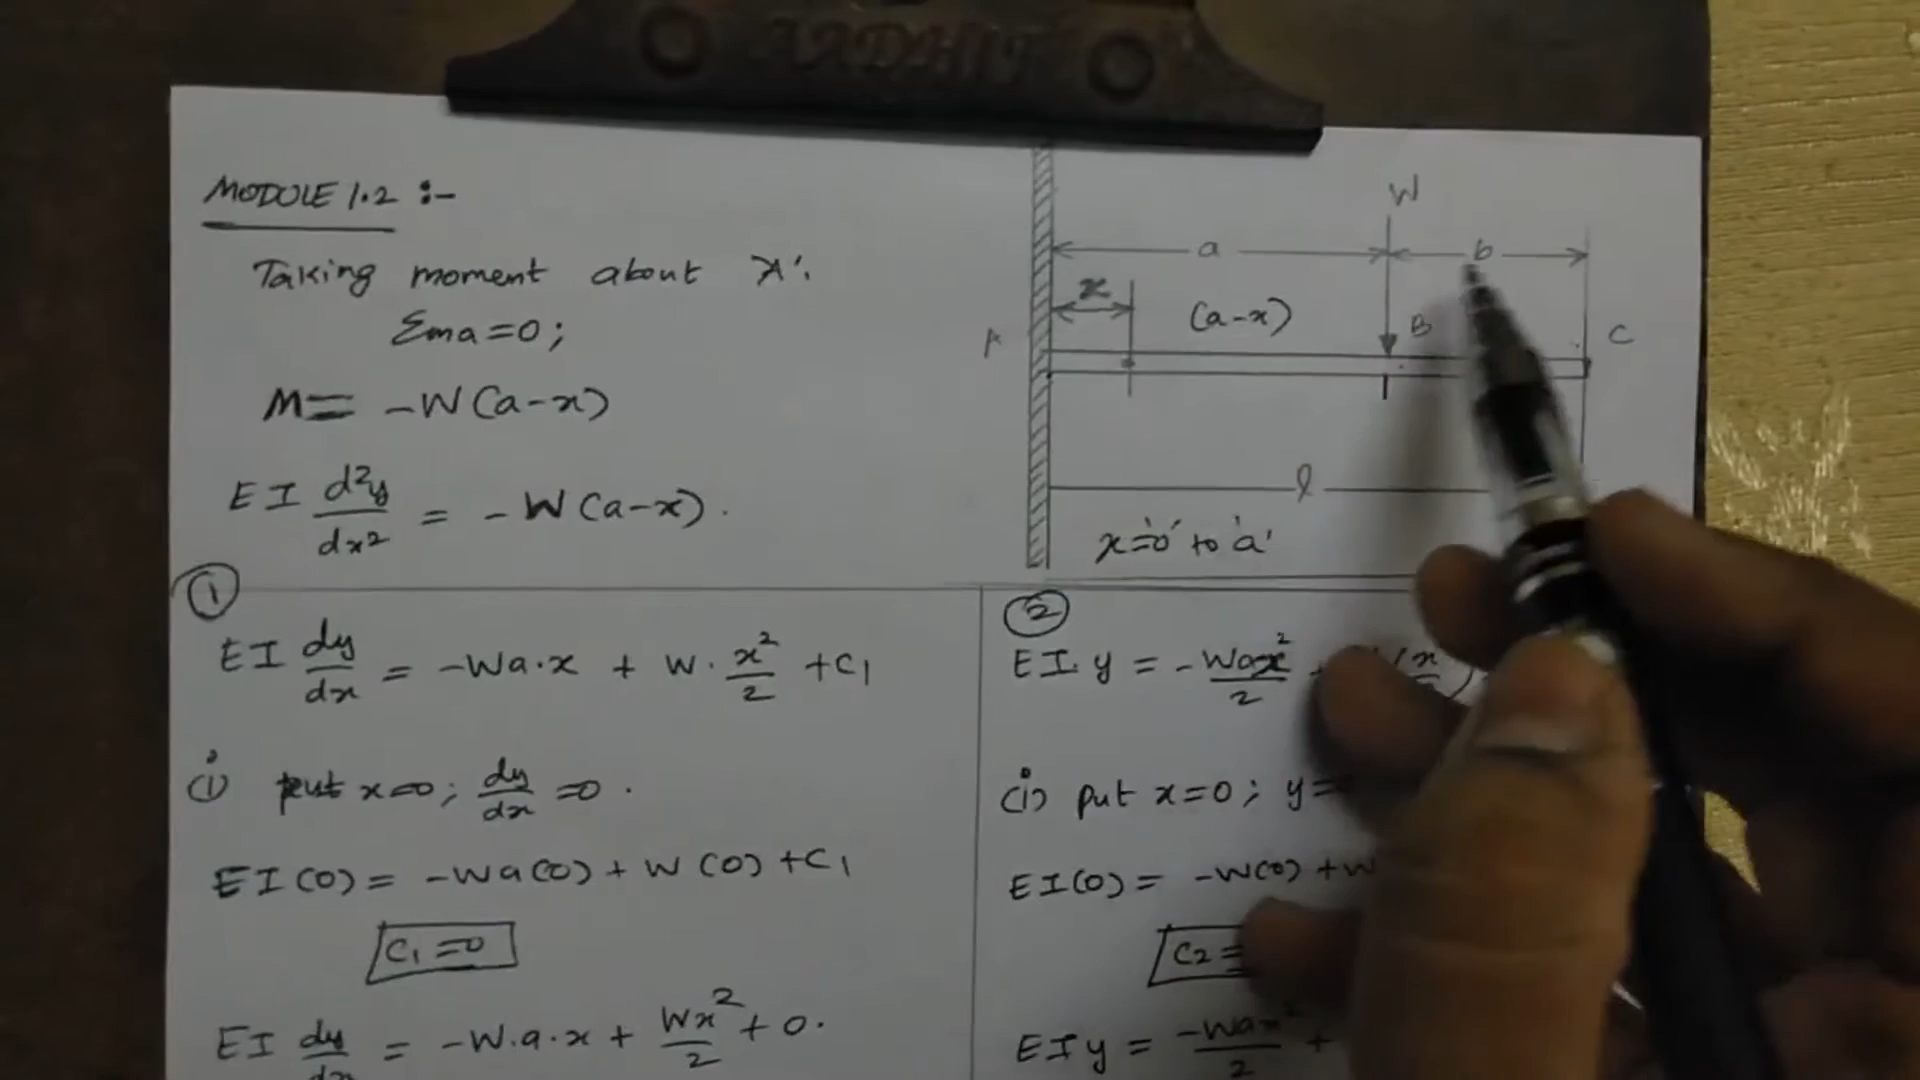 MODULE 1.2 :-
Taking moment about 'x'.
Σma=0;
M= -W(a-x)
EI d²y/dx² = -W(a-x).
W
a b
x (a-x) B
A C
l
x='0' to 'a'
①
EI dy/dx = -Wa·x + W·x²/2 +C₁
(i) put x=0; dy/dx =0.
EI(0) = -Wa(0) + W(0) +C₁
C₁=0
EI dy/dx = -W.a.x + Wx²/2 + 0.
②
EI.y = -Wax²/2 +
(i) put x=0; y=
EI(0) = -W(0) +W
C₂=
EIy = -Wax²/2 +